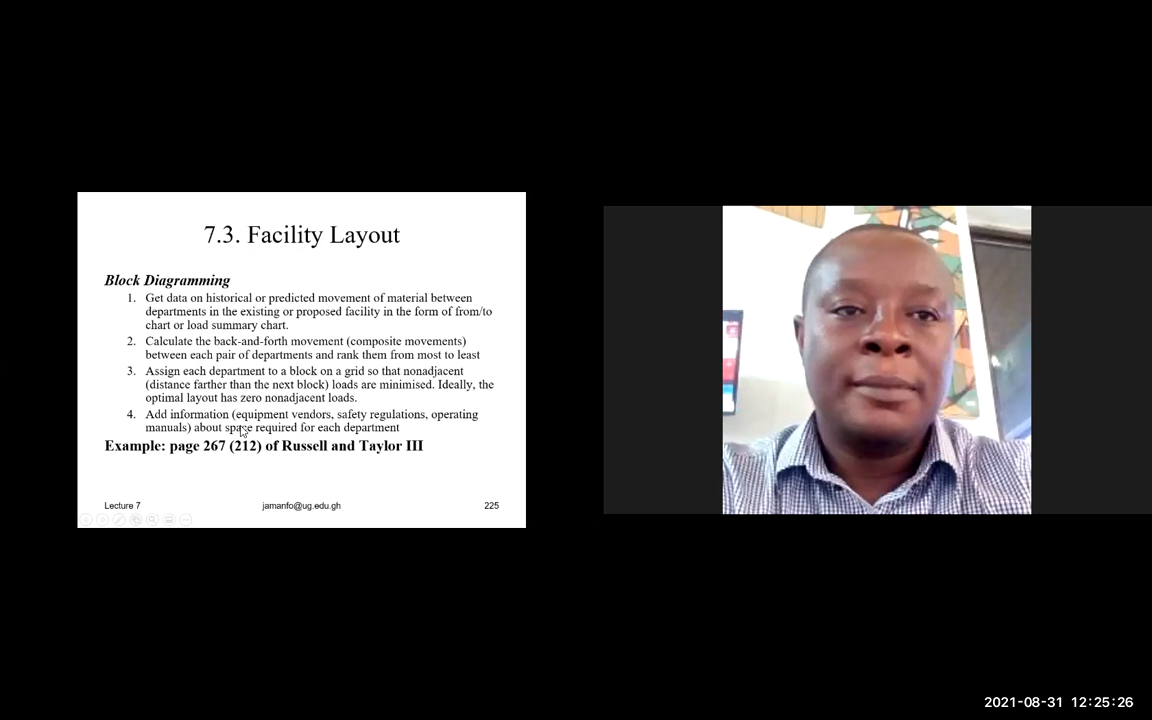 7.3. Facility Layout
Block Diagramming
1. Get data on historical or predicted movement of material between
departments in the existing or proposed facility in the form of from/to
chart or load summary chart.
2. Calculate the back-and-forth movement (composite movements)
between each pair of departments and rank them from most to least
3. Assign each department to a block on a grid so that nonadjacent
(distance farther than the next block) loads are minimised. Ideally, the
optimal layout has zero nonadjacent loads.
4. Add information (equipment vendors, safety regulations, operating
manuals) about space required for each department
Example: page 267 (212) of Russell and Taylor III
Lecture 7
jamanfo@ug.edu.gh
225
2021-08-31 12:25:26